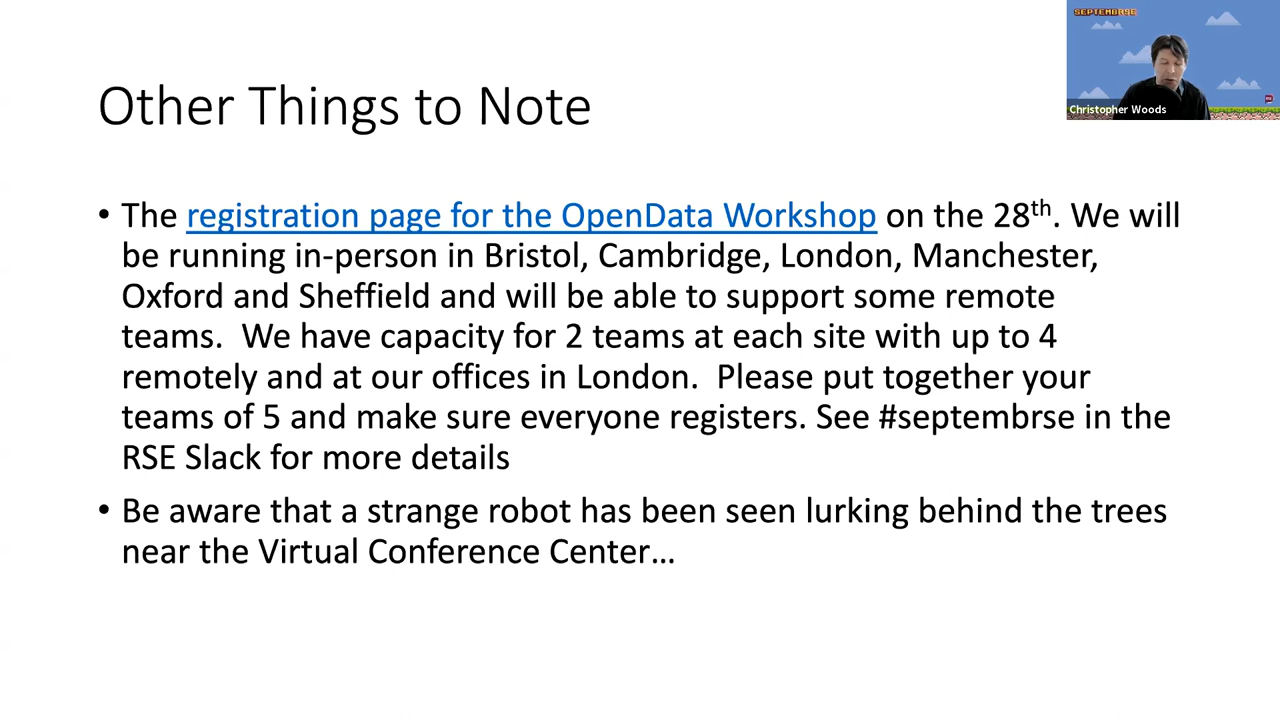 SEPTEMBRSE
Christopher Woods
Other Things to Note
• The registration page for the OpenData Workshop on the 28th. We will
be running in-person in Bristol, Cambridge, London, Manchester,
Oxford and Sheffield and will be able to support some remote
teams.  We have capacity for 2 teams at each site with up to 4
remotely and at our offices in London.  Please put together your
teams of 5 and make sure everyone registers. See #septembrse in the
RSE Slack for more details
• Be aware that a strange robot has been seen lurking behind the trees
near the Virtual Conference Center…